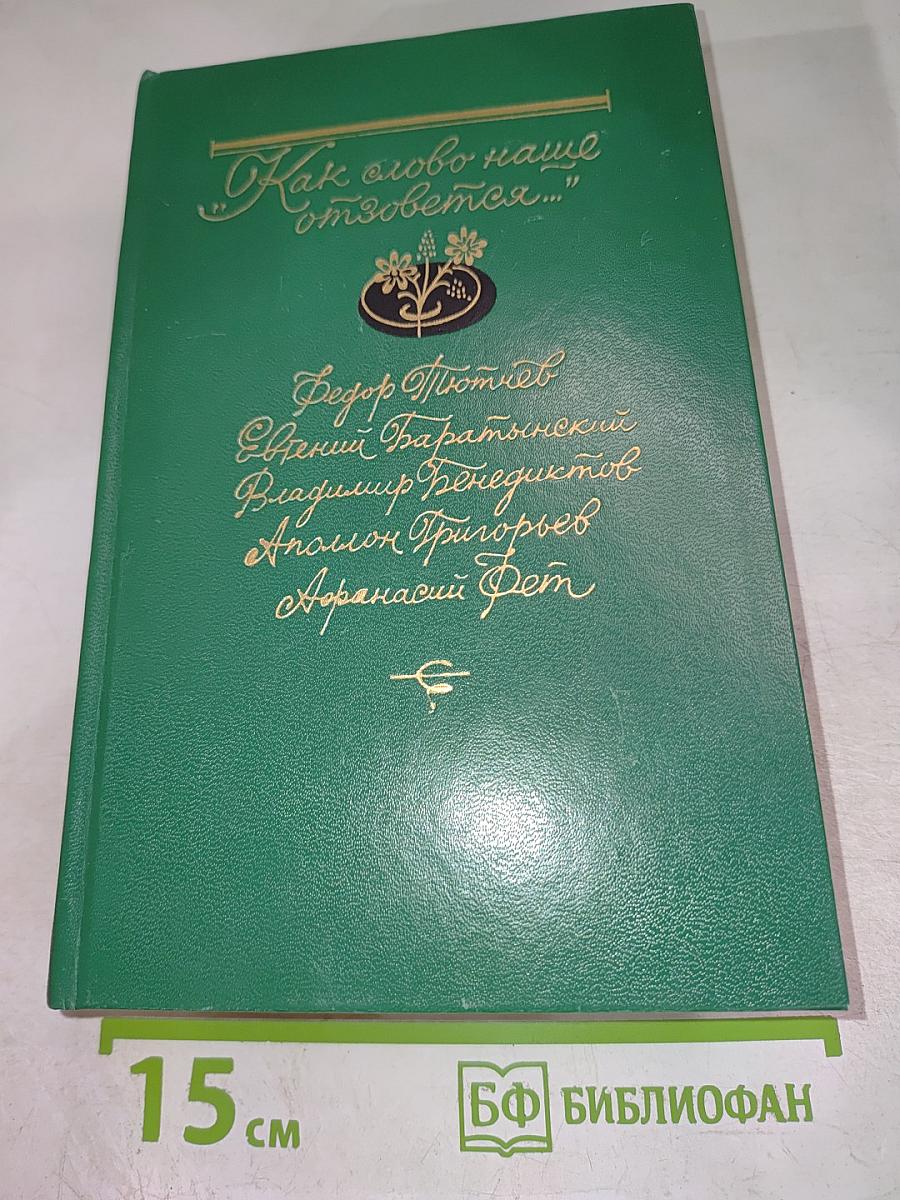 „Как слово наше
отзовется..."
Федор Тютчев
Евгений Баратынский
Владимир Бенедиктов
Аполлон Григорьев
Афанасий Фет
15 см
БФ БИБЛИОФАН